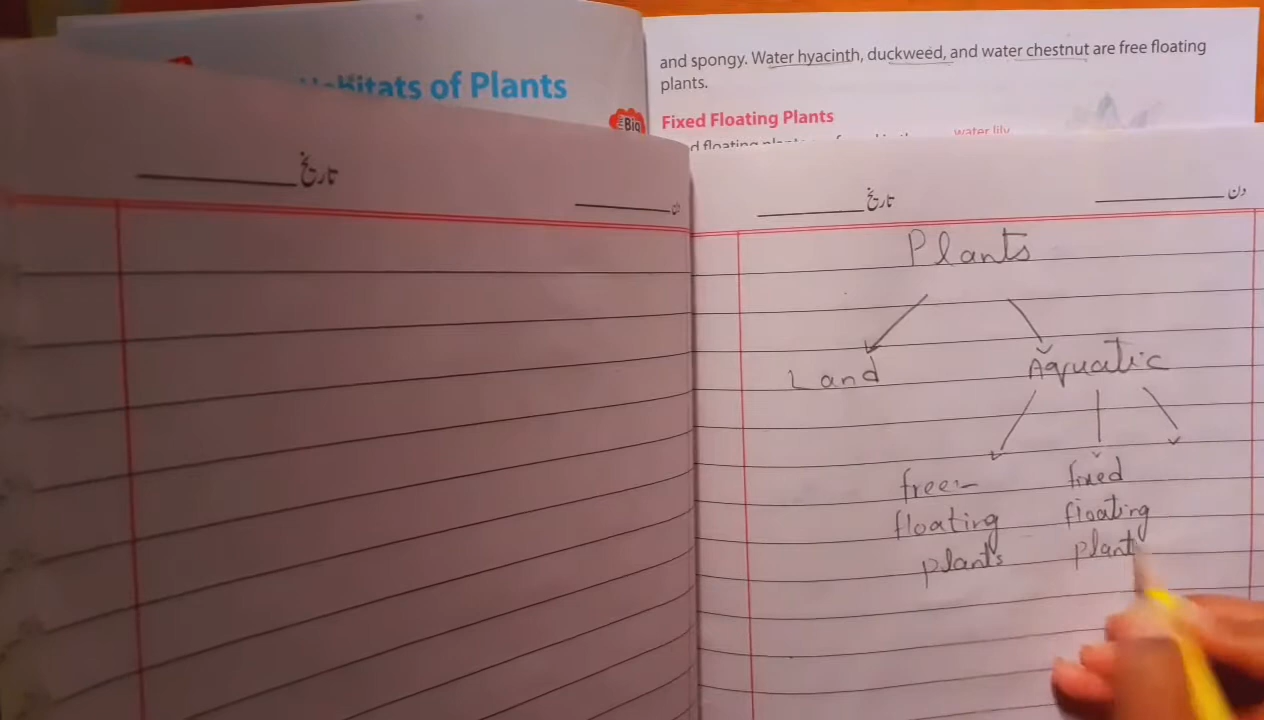 Habitats of Plants
Big
and spongy. Water hyacinth, duckweed, and water chestnut are free floating
plants.
Fixed Floating Plants
water lily
تاریخ
تاریخ
دن
Plants
Land
Aquatic
free:-
floating
plants
fixed
floating
plant